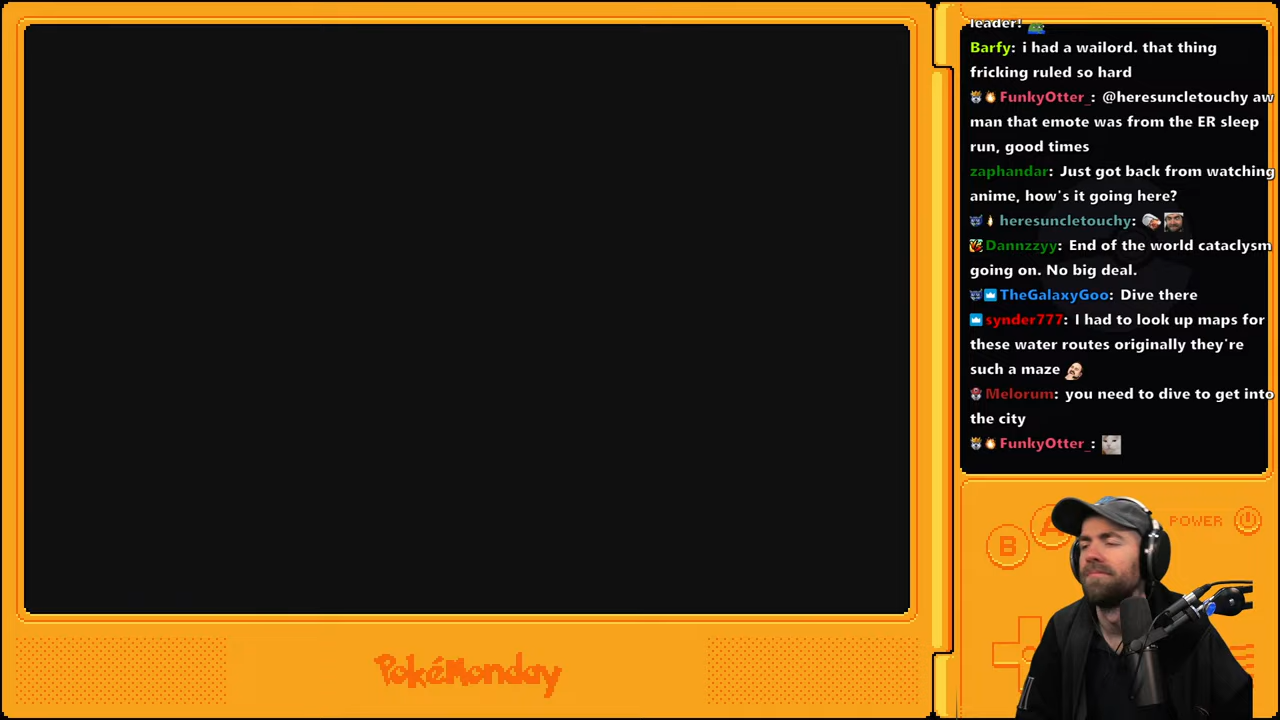 leader!
Barfy: i had a wailord. that thing
fricking ruled so hard
FunkyOtter_: @heresuncletouchy aw
man that emote was from the ER sleep
run, good times
zaphandar: Just got back from watching
anime, how's it going here?
heresuncletouchy:
Dannzzyy: End of the world cataclysm
going on. No big deal.
TheGalaxyGoo: Dive there
synder777: I had to look up maps for
these water routes originally they're
such a maze
Melorum: you need to dive to get into
the city
FunkyOtter_:
B A POWER
PokéMonday